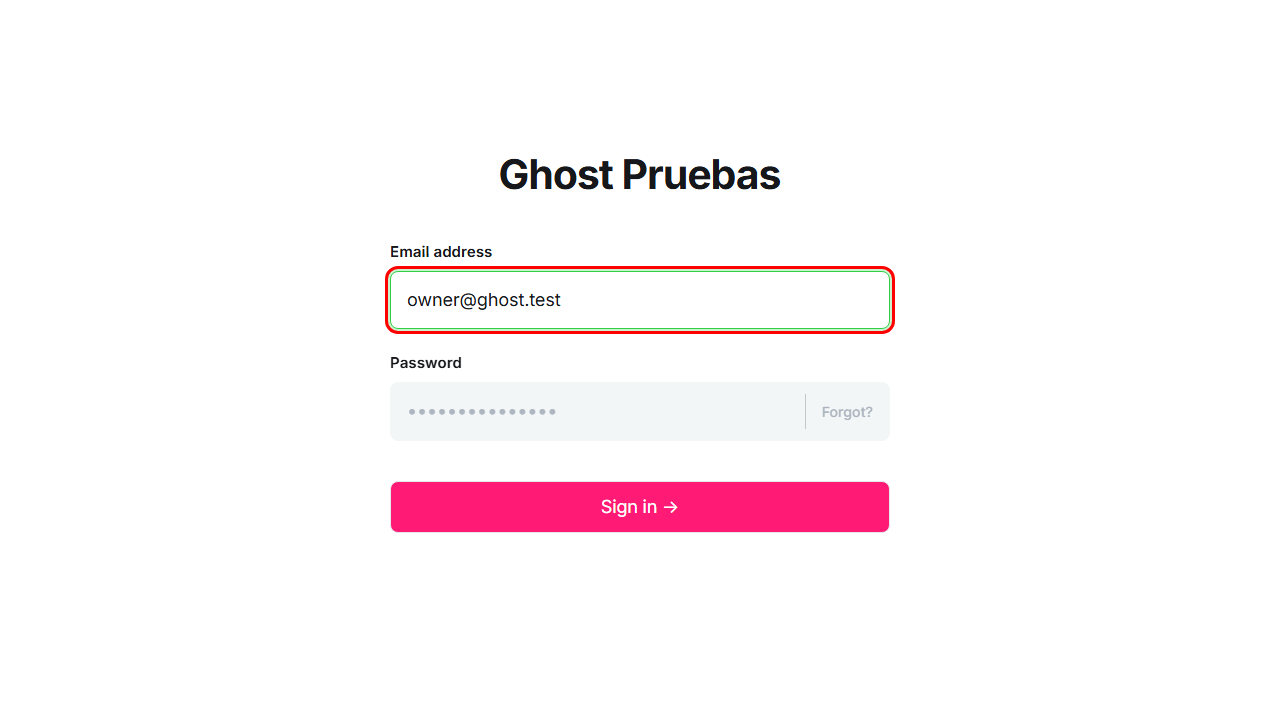 Ghost Pruebas
Email address
owner@ghost.test
Password
•••••••••••••••
Forgot?
Sign in →